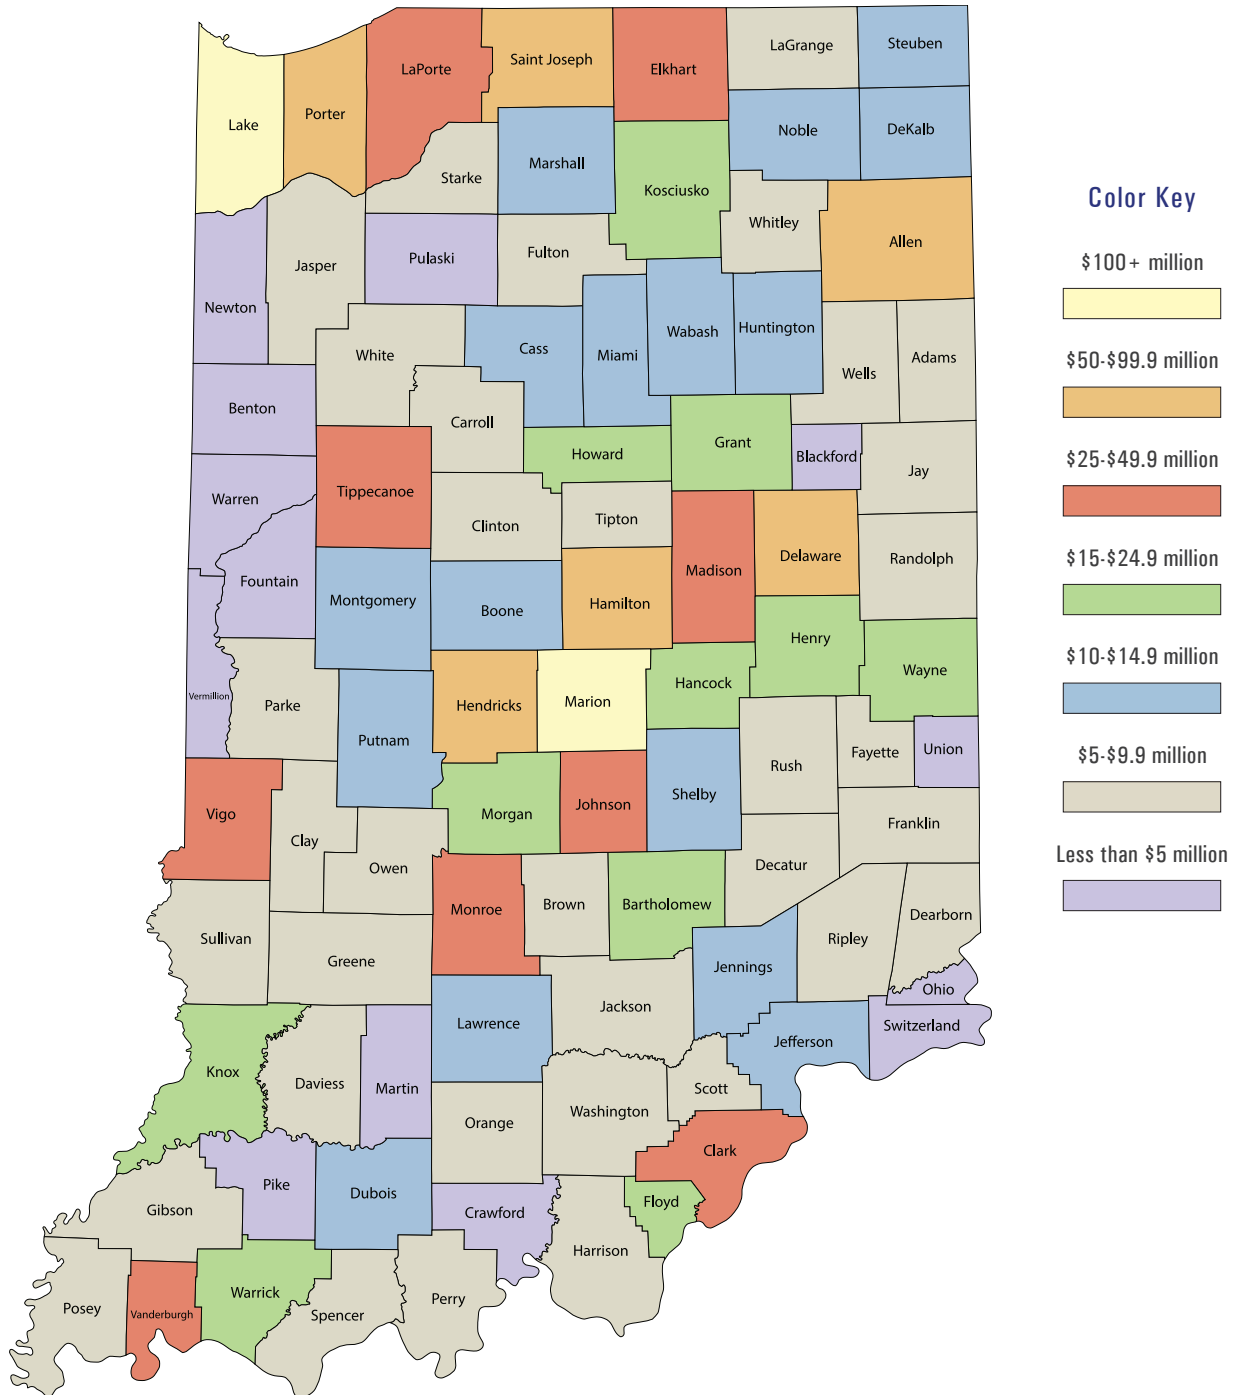 LaGrange
Steuben
LaPorte
Saint Joseph
Elkhart
Lake
Porter
Noble
DeKalb
Marshall
Starke
Kosciusko
Whitley
Allen
Fulton
Pulaski
Jasper
Newton
Wabash
Huntington
Cass
Miami
White
Adams
Wells
Benton
Carroll
Grant
Howard
Blackford
Jay
Tippecanoe
Warren
Clinton
Tipton
Madison
Delaware
Randolph
Fountain
Montgomery
Boone
Hamilton
Henry
Wayne
Hancock
Vermillion
Parke
Hendricks
Marion
Putnam
Fayette
Union
Rush
Shelby
Vigo
Morgan
Johnson
Franklin
Clay
Owen
Decatur
Monroe
Brown
Bartholomew
Dearborn
Sullivan
Ripley
Greene
Jennings
Ohio
Jackson
Lawrence
Switzerland
Jefferson
Knox
Daviess
Martin
Scott
Washington
Orange
Clark
Pike
Dubois
Floyd
Gibson
Crawford
Harrison
Warrick
Perry
Posey
Vanderburgh
Spencer
Color Key
$100+ million
$50-$99.9 million
$25-$49.9 million
$15-$24.9 million
$10-$14.9 million
$5-$9.9 million
Less than $5 million